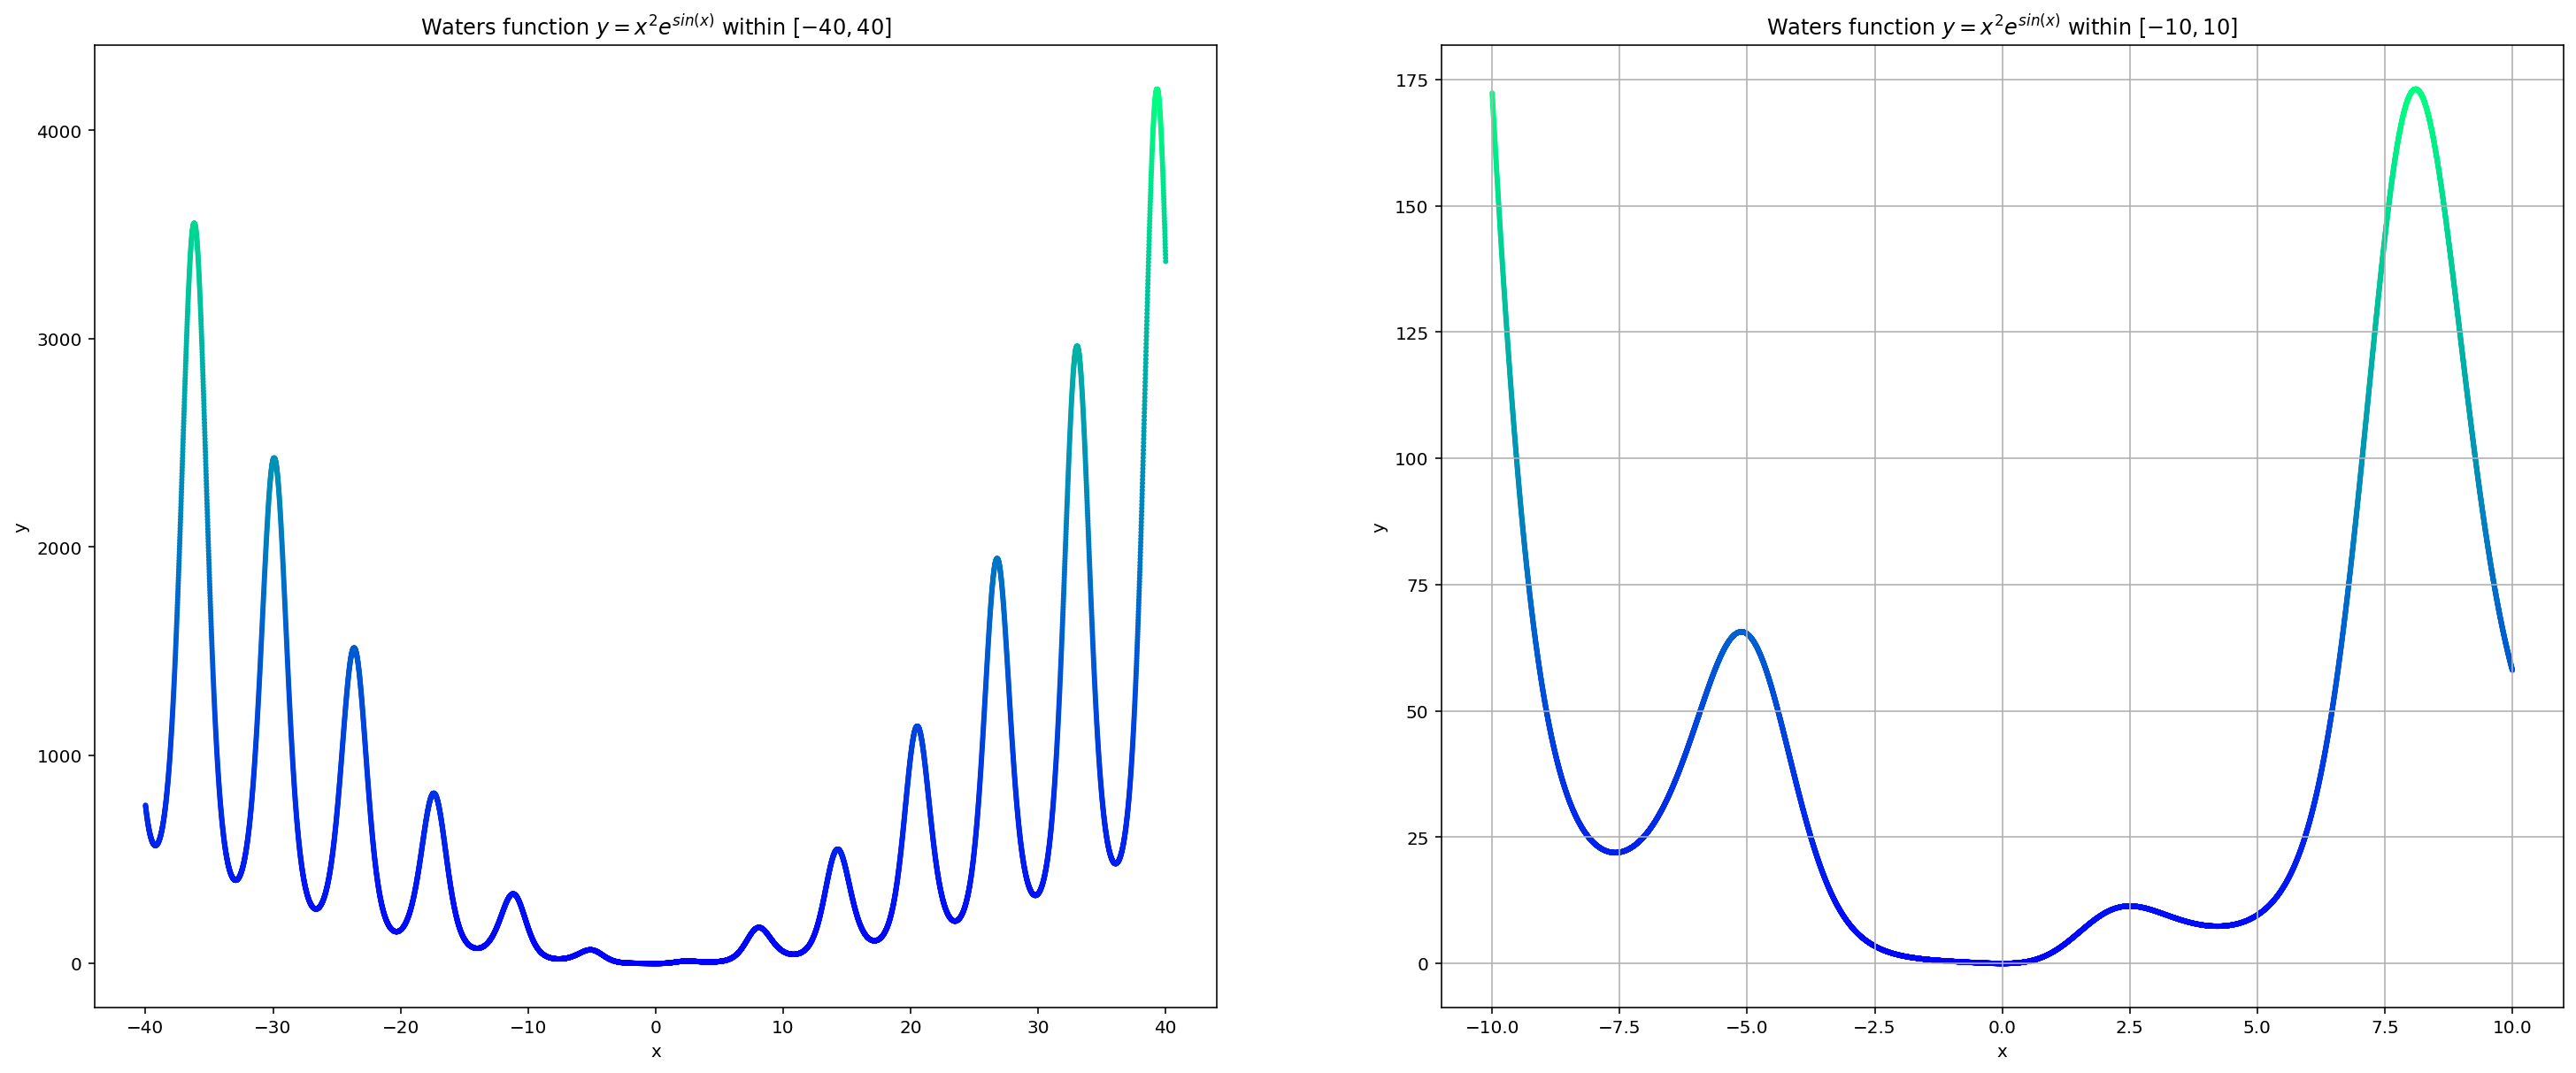 Waters function y = x²e^{sin(x)} within [−40, 40]
4000
3000
2000
1000
0
y
−40 −30 −20 −10 0 10 20 30 40
x
Waters function y = x²e^{sin(x)} within [−10, 10]
175
150
125
100
75
50
25
0
y
−10.0 −7.5 −5.0 −2.5 0.0 2.5 5.0 7.5 10.0
x